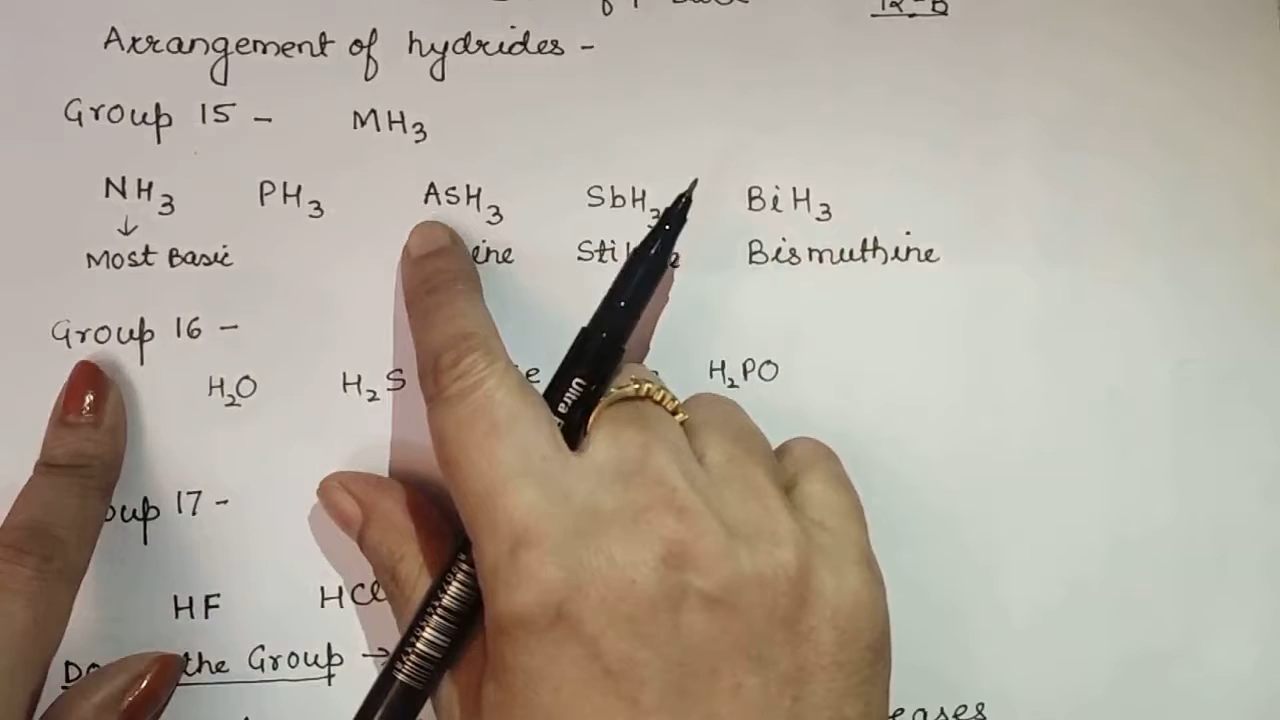 Arrangement of hydrides -
Group 15 - MH3
NH3 PH3 AsH3 SbH3 BiH3
↓
Most Basic Bismuthine
Group 16 -
H2O H2S H2PO
17 -
HF HCl
the Group →